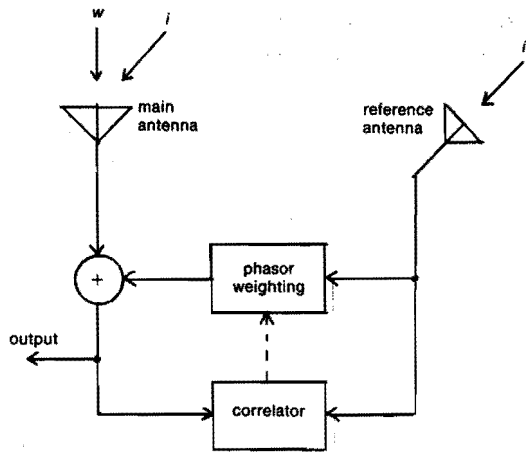 w
i
i
main
antenna
reference
antenna
+
phasor
weighting
output
correlator